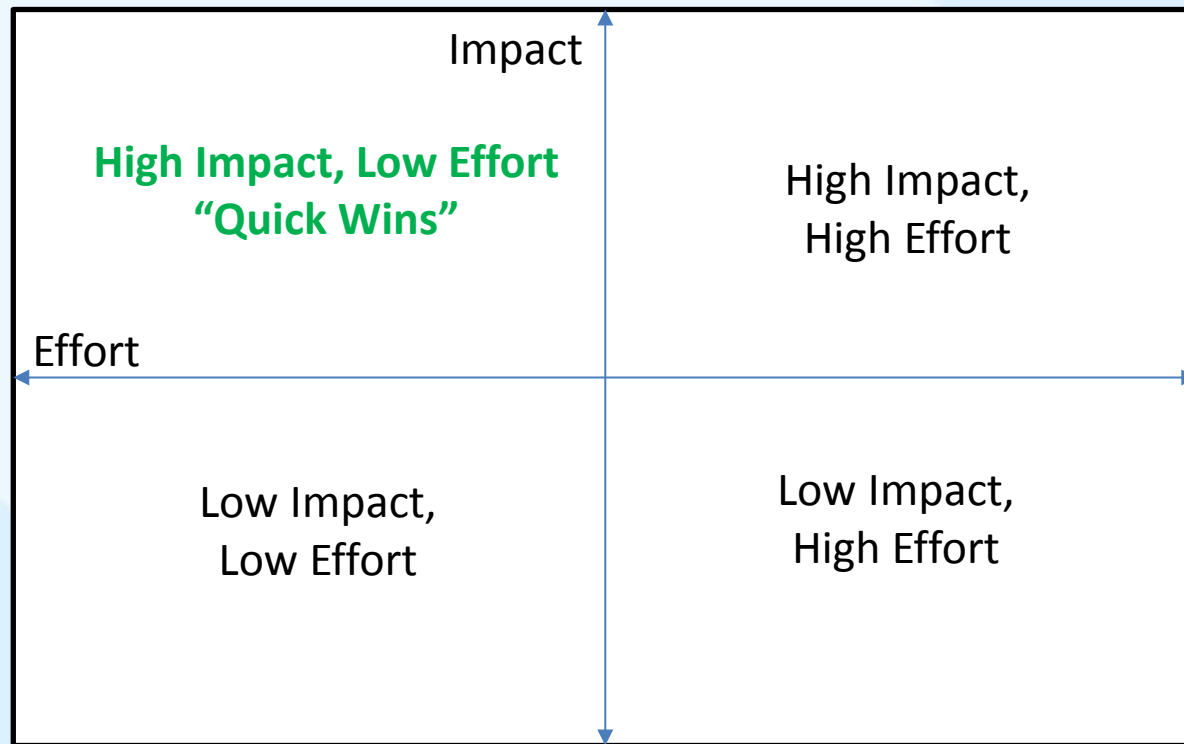 Impact
High Impact, Low Effort
“Quick Wins”
High Impact,
High Effort
Effort
Low Impact,
Low Effort
Low Impact,
High Effort